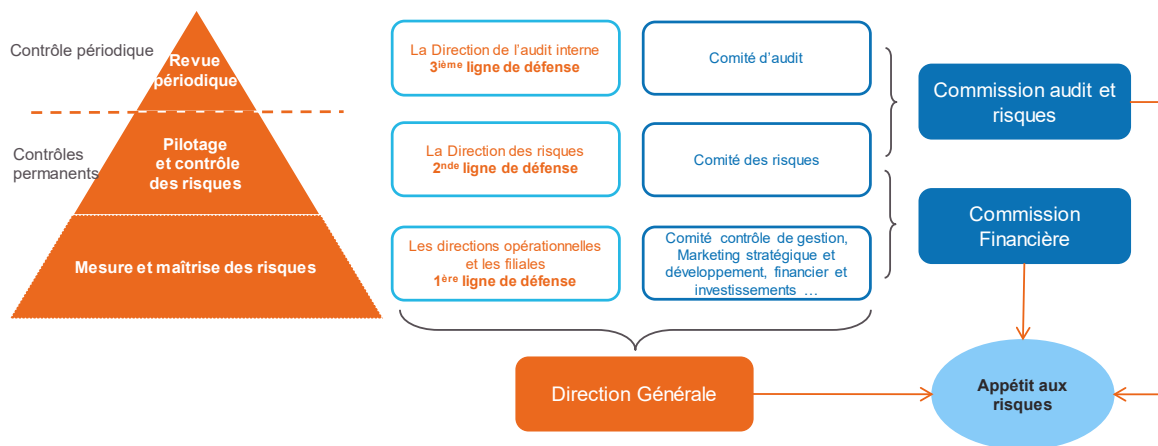 Contrôle périodique
Revue
périodique
Contrôles
permanents
Pilotage
et contrôle
des risques
Mesure et maîtrise des risques
La Direction de l'audit interne
3ième ligne de défense
Comité d'audit
La Direction des risques
2nde ligne de défense
Comité des risques
Les directions opérationnelles
et les filiales
1ère ligne de défense
Comité contrôle de gestion,
Marketing stratégique et
développement, financier et
investissements …
Commission audit et
risques
Commission
Financière
Direction Générale
Appétit aux
risques